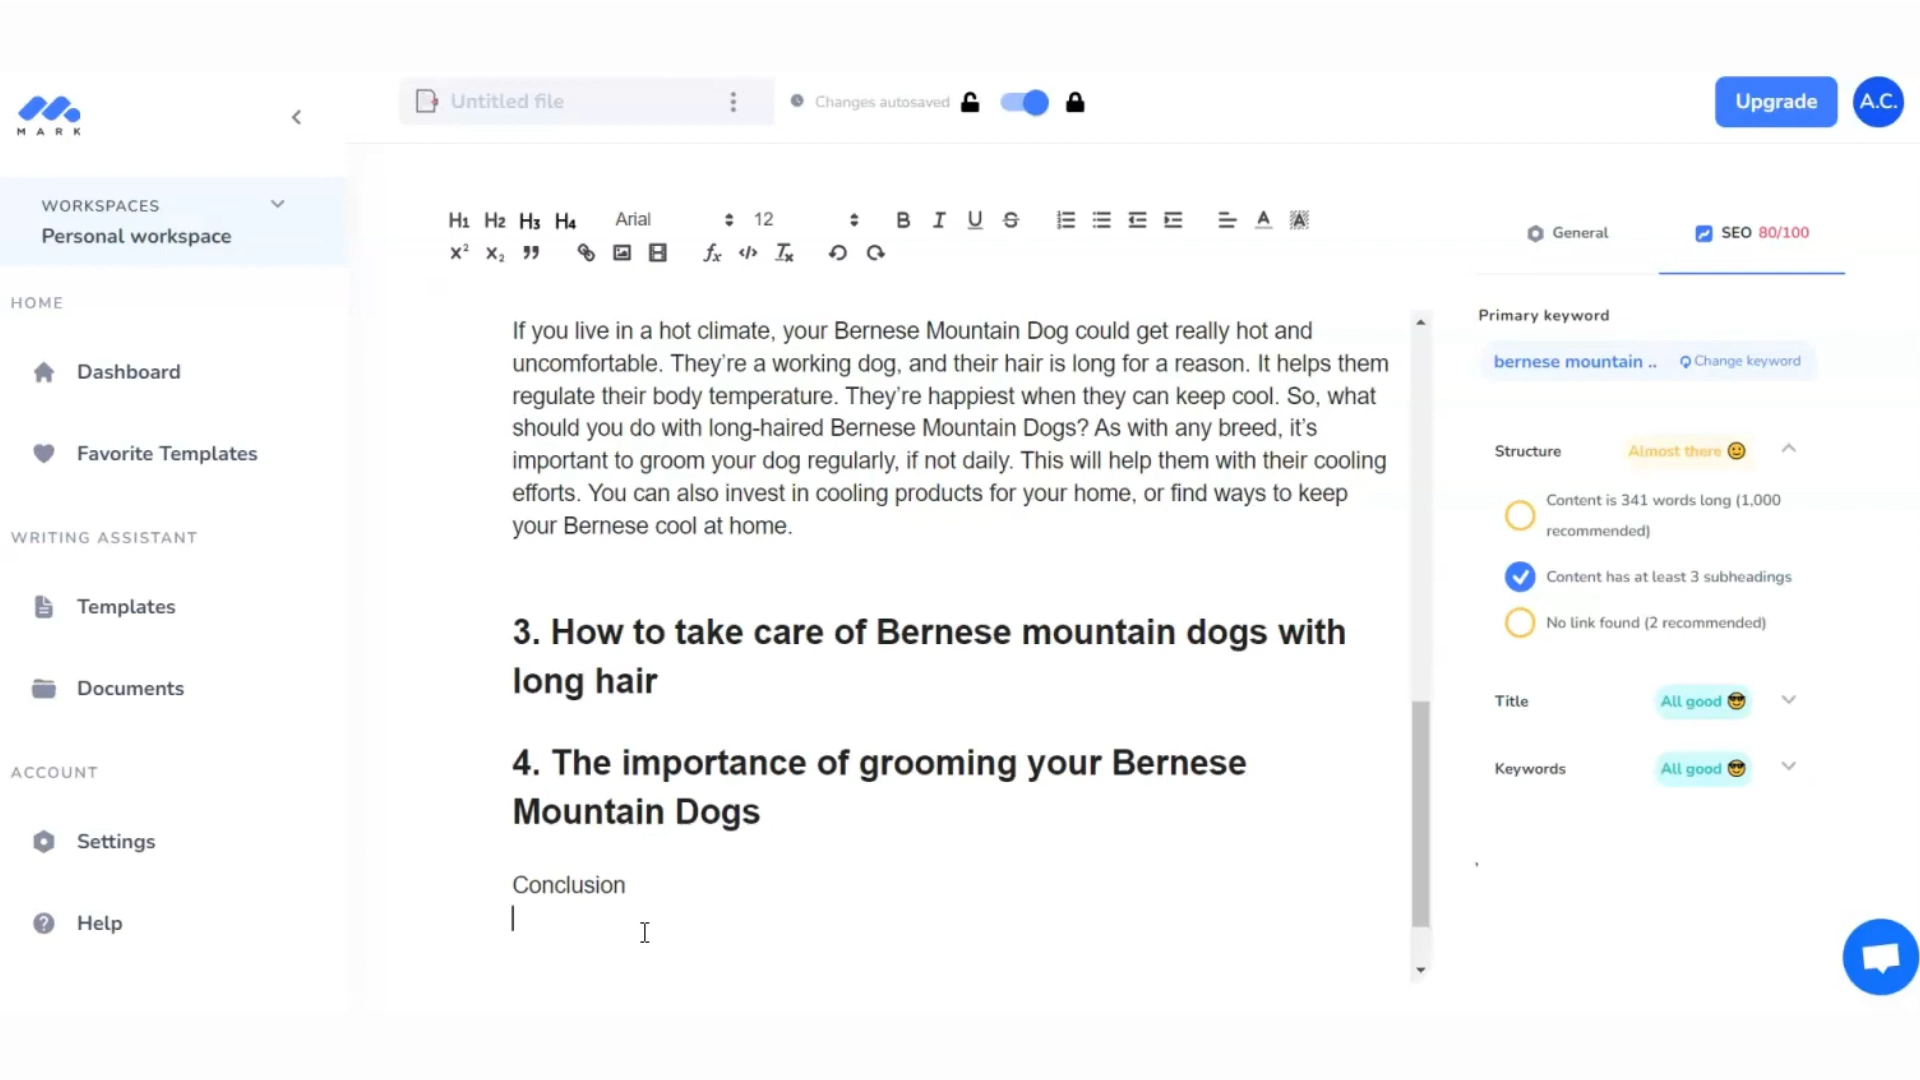 MARK
Untitled file
Changes autosaved
Upgrade
A.C.
WORKSPACES
Personal workspace
HOME
Dashboard
Favorite Templates
WRITING ASSISTANT
Templates
Documents
ACCOUNT
Settings
Help
H1 H2 H3 H4 Arial 12 B I U S A A
X² X₂ ” fx </> Tx
If you live in a hot climate, your Bernese Mountain Dog could get really hot and
uncomfortable. They’re a working dog, and their hair is long for a reason. It helps them
regulate their body temperature. They’re happiest when they can keep cool. So, what
should you do with long-haired Bernese Mountain Dogs? As with any breed, it’s
important to groom your dog regularly, if not daily. This will help them with their cooling
efforts. You can also invest in cooling products for your home, or find ways to keep
your Bernese cool at home.
3. How to take care of Bernese mountain dogs with
long hair
4. The importance of grooming your Bernese
Mountain Dogs
Conclusion
General
SEO 80/100
Primary keyword
bernese mountain ..
Change keyword
Structure
Almost there
Content is 341 words long (1,000
recommended)
Content has at least 3 subheadings
No link found (2 recommended)
Title
All good
Keywords
All good